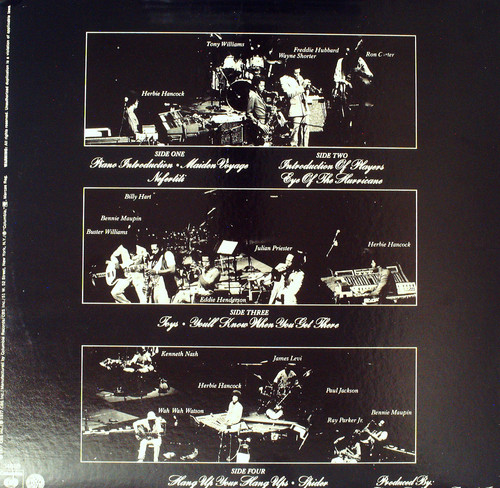 Tony Williams
Freddie Hubbard
Wayne Shorter
Ron C ter
Herbie Hancock
SIDE ONE
Piano Introduction • Maiden Voyage
Nefertiti
SIDE TWO
Introduction Of Players
Eye Of The Hurricane
Billy Hart
Bennie Maupin
Buster Williams
Julian Priester
Herbie Hancock
Eddie Henderson
SIDE THREE
Toys • You'll Know When You Get There
Kenneth Nash
James Levi
Herbie Hancock
Paul Jackson
Wah Wah Watson
Ray Parker Jr.
Bennie Maupin
SIDE FOUR
Hang Up Your Hang Ups • Spider
Produced By: